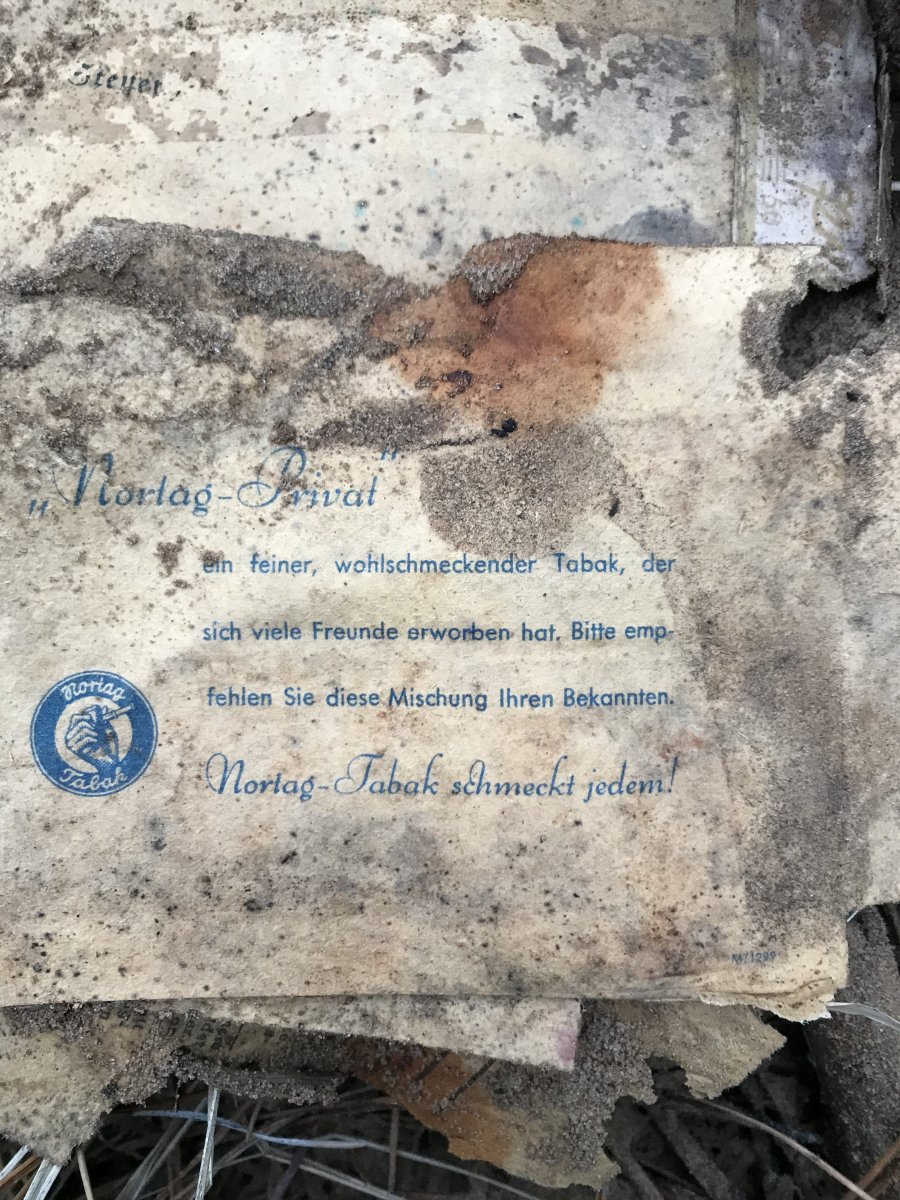 Steyer
„Nortag-Privat"
ein feiner, wohlschmeckender Tabak, der
sich viele Freunde erworben hat. Bitte emp-
fehlen Sie diese Mischung Ihren Bekannten.
Nortag
Tabak
Nortag-Tabak schmeckt jedem!
M/1299